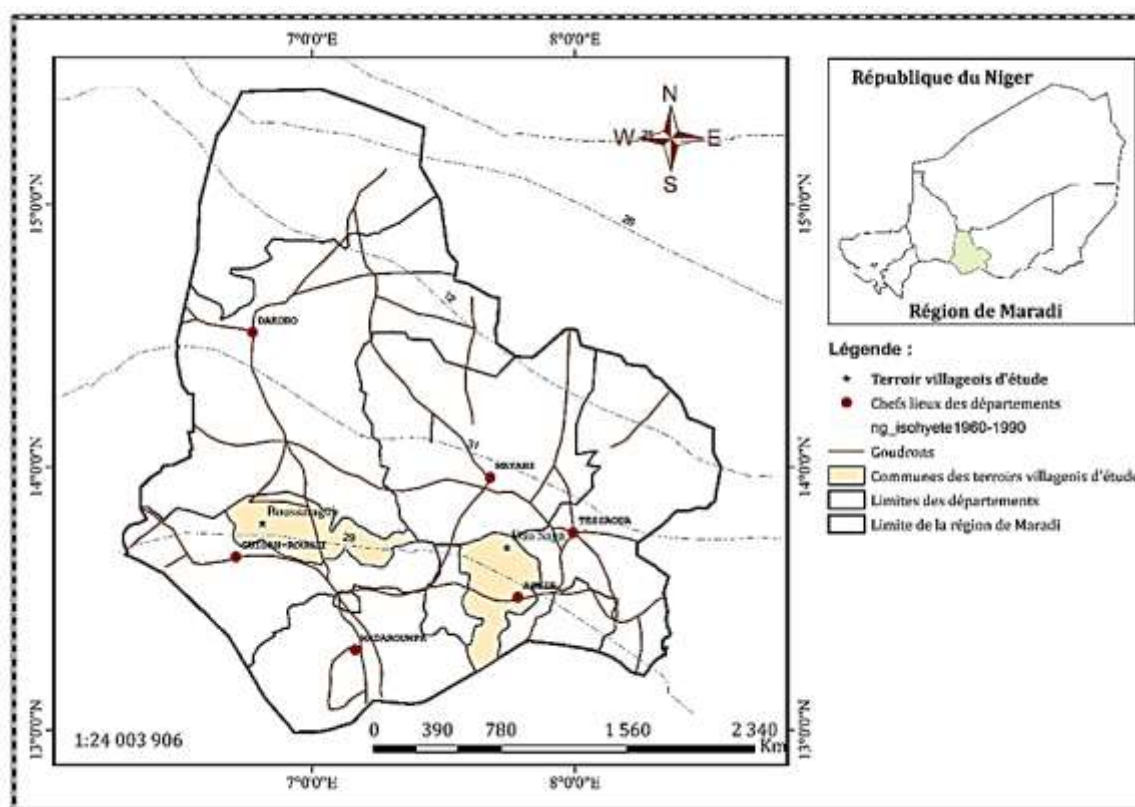 7°0'0"E 8°0'0"E
N
W E
S
15°0'0"N 15°0'0"N
26
12
DAKORO
31
MAYAHI
14°0'0"N 14°0'0"N
TESSAOUA
29
AGUIE
MADAROUNFA
13°0'0"N 13°0'0"N
1:24 003 906
0 390 780 1 560 2 340
Km
7°0'0"E 8°0'0"E
République du Niger
Région de Maradi
Légende :
Terroir villageois d'étude
Chefs lieux des départements
ng_isohyete1960-1990
Goudrons
Communes des terroirs villageois d'étude
Limites des départements
Limite de la région de Maradi